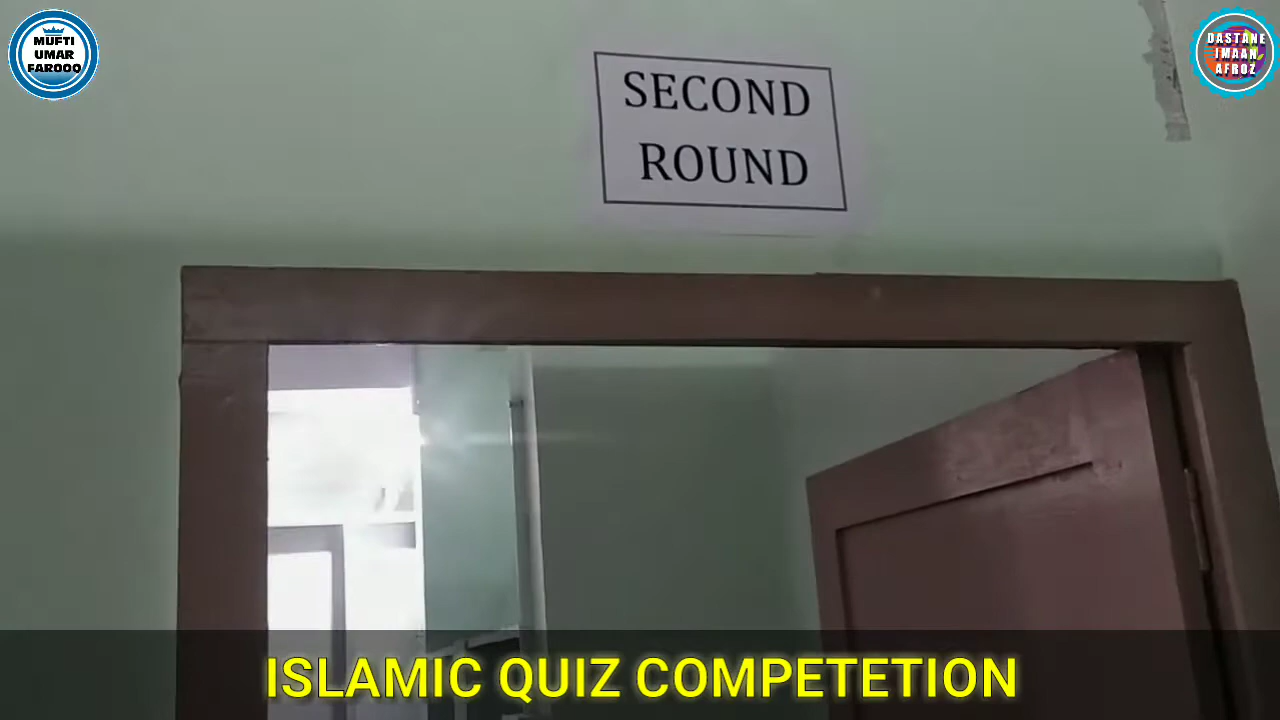 MUFTI
UMAR
FAROOQ
DASTANE
IMAAN
AFROZ
SECOND
ROUND
ISLAMIC QUIZ COMPETETION